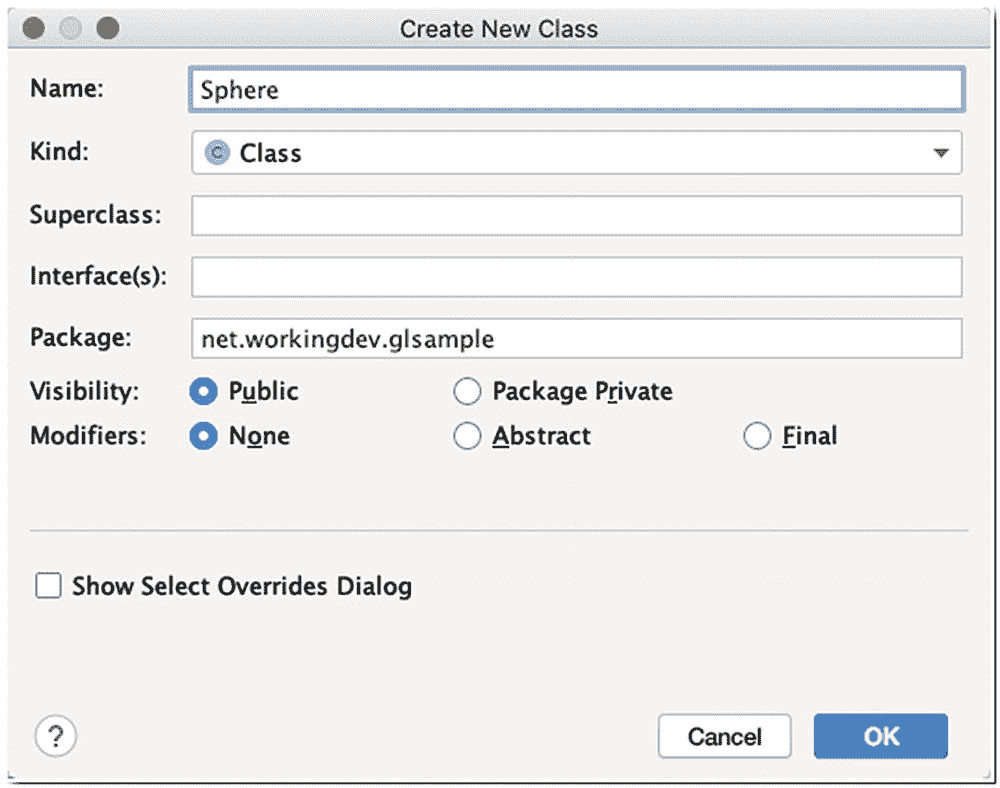 Create New Class
Name: Sphere
Kind: C Class
Superclass:
Interface(s):
Package: net.workingdev.glsample
Visibility: Public Package Private
Modifiers: None Abstract Final
Show Select Overrides Dialog
? Cancel OK